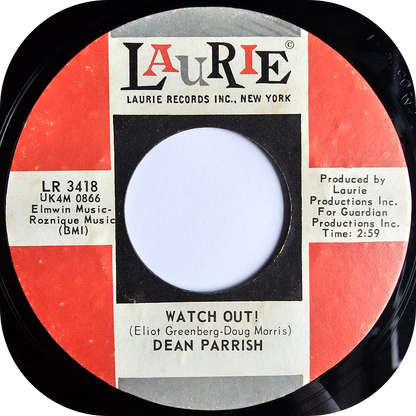 LAURIE©
LAURIE RECORDS INC., NEW YORK
LR 3418
UK4M 0866
Elmwin Music-
Roznique Music
(BMI)
Produced by
Laurie
Productions Inc.
For Guardian
Productions Inc.
Time: 2:59
WATCH OUT!
(Eliot Greenberg-Doug Morris)
DEAN PARRISH